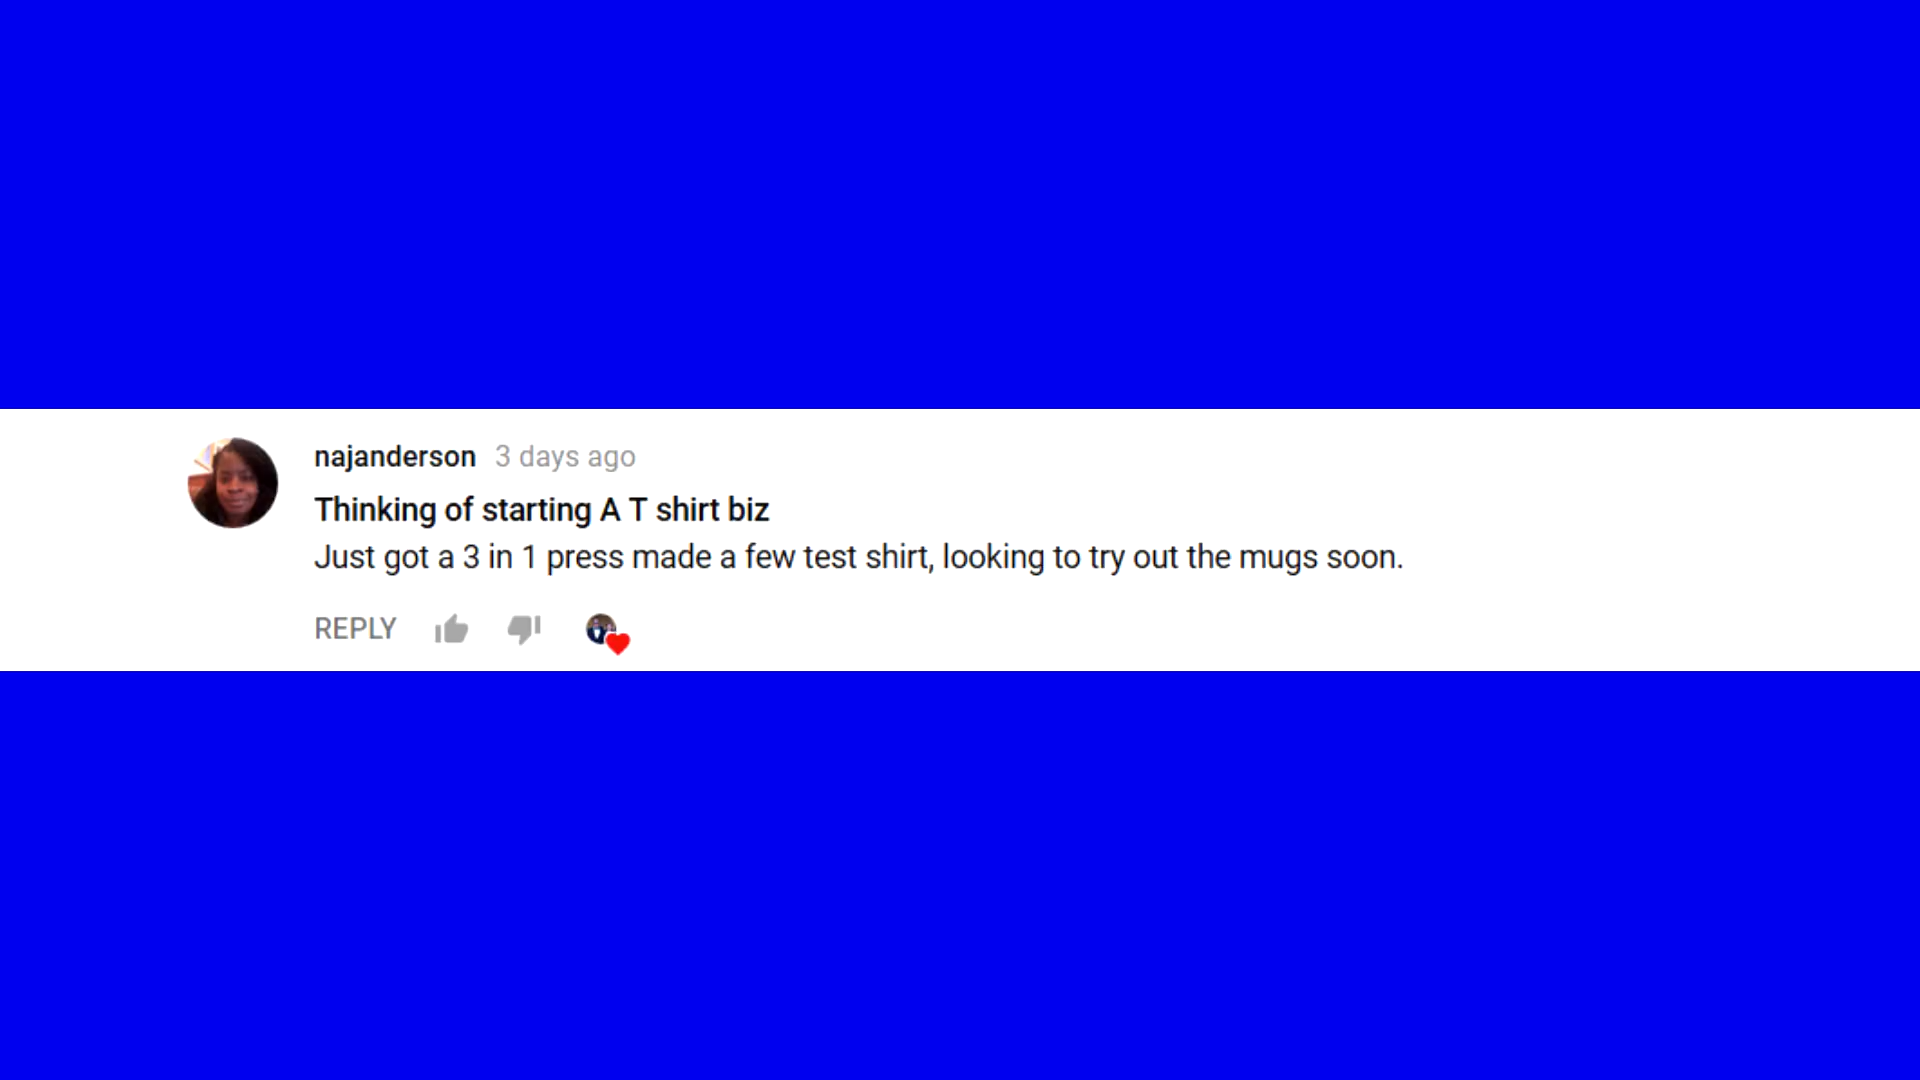 najanderson 3 days ago
Thinking of starting A T shirt biz
Just got a 3 in 1 press made a few test shirt, looking to try out the mugs soon.
REPLY